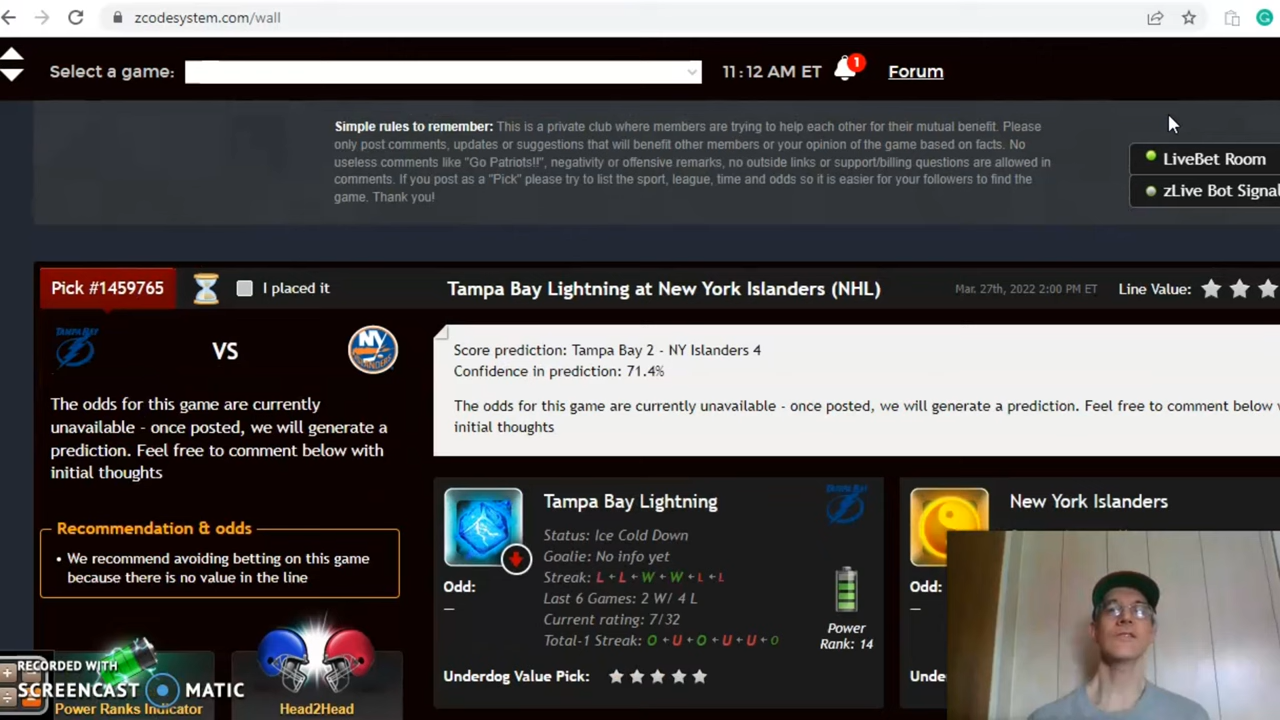 zcodesystem.com/wall
Select a game:
11:12 AM ET
1
Forum
Simple rules to remember: This is a private club where members are trying to help each other for their mutual benefit. Please
only post comments, updates or suggestions that will benefit other members or your opinion of the game based on facts. No
useless comments like "Go Patriots!!", negativity or offensive remarks, no outside links or support/billing questions are allowed in
comments. If you post as a "Pick" please try to list the sport, league, time and odds so it is easier for your followers to find the
game. Thank you!
LiveBet Room
zLive Bot Signal
Pick #1459765
I placed it
Tampa Bay Lightning at New York Islanders (NHL)
Mar. 27th, 2022 2:00 PM ET
Line Value:
TAMPA BAY
VS
NY
The odds for this game are currently
unavailable - once posted, we will generate a
prediction. Feel free to comment below with
initial thoughts
Score prediction: Tampa Bay 2 - NY Islanders 4
Confidence in prediction: 71.4%
The odds for this game are currently unavailable - once posted, we will generate a prediction. Feel free to comment below w
initial thoughts
Recommendation & odds
• We recommend avoiding betting on this game
because there is no value in the line
Power Ranks Indicator
Head2Head
Tampa Bay Lightning
TAMPA BAY
Status: Ice Cold Down
Goalie: No info yet
Streak: L L W W L L
Last 6 Games: 2 W/ 4 L
Current rating: 7/32
Total-1 Streak: O U O U U O
Odd:
—
Power
Rank: 14
Underdog Value Pick:
New York Islanders
Odd:
—
Unde
RECORDED WITH
SCREENCAST MATIC